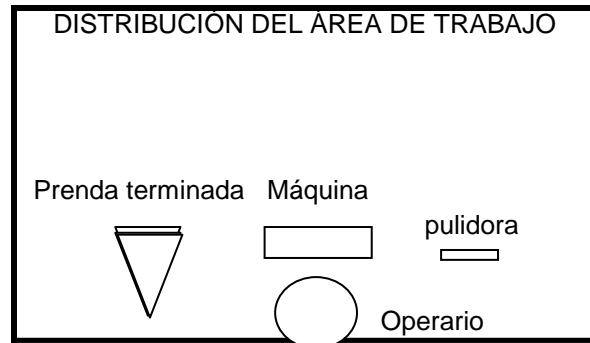 DISTRIBUCIÓN DEL ÁREA DE TRABAJO
Prenda terminada Máquina
pulidora
Operario